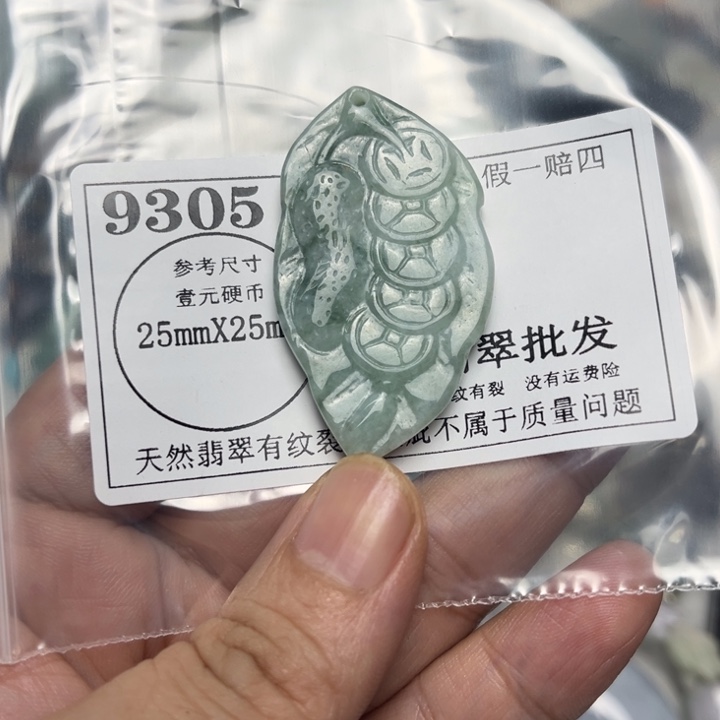 9305
假一赔四
参考尺寸
壹元硬币
25mmX25m
翠批发
有裂 没有运费险
天然翡翠有纹裂
不属于质量问题